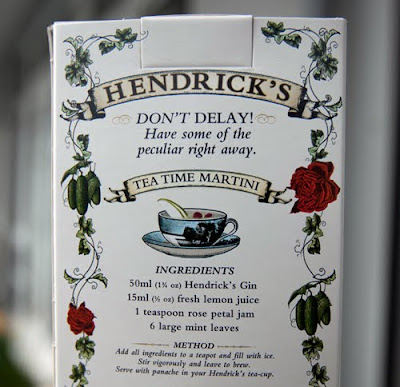 HENDRICK'S
DON'T DELAY!
Have some of the
peculiar right away.
TEA TIME MARTINI
INGREDIENTS
50ml (1¾ oz) Hendrick's Gin
15ml (½ oz) fresh lemon juice
1 teaspoon rose petal jam
6 large mint leaves
METHOD
Add all ingredients to a teapot and fill with ice.
Stir vigorously and leave to brew.
Serve with panache in your Hendrick's tea-cup.